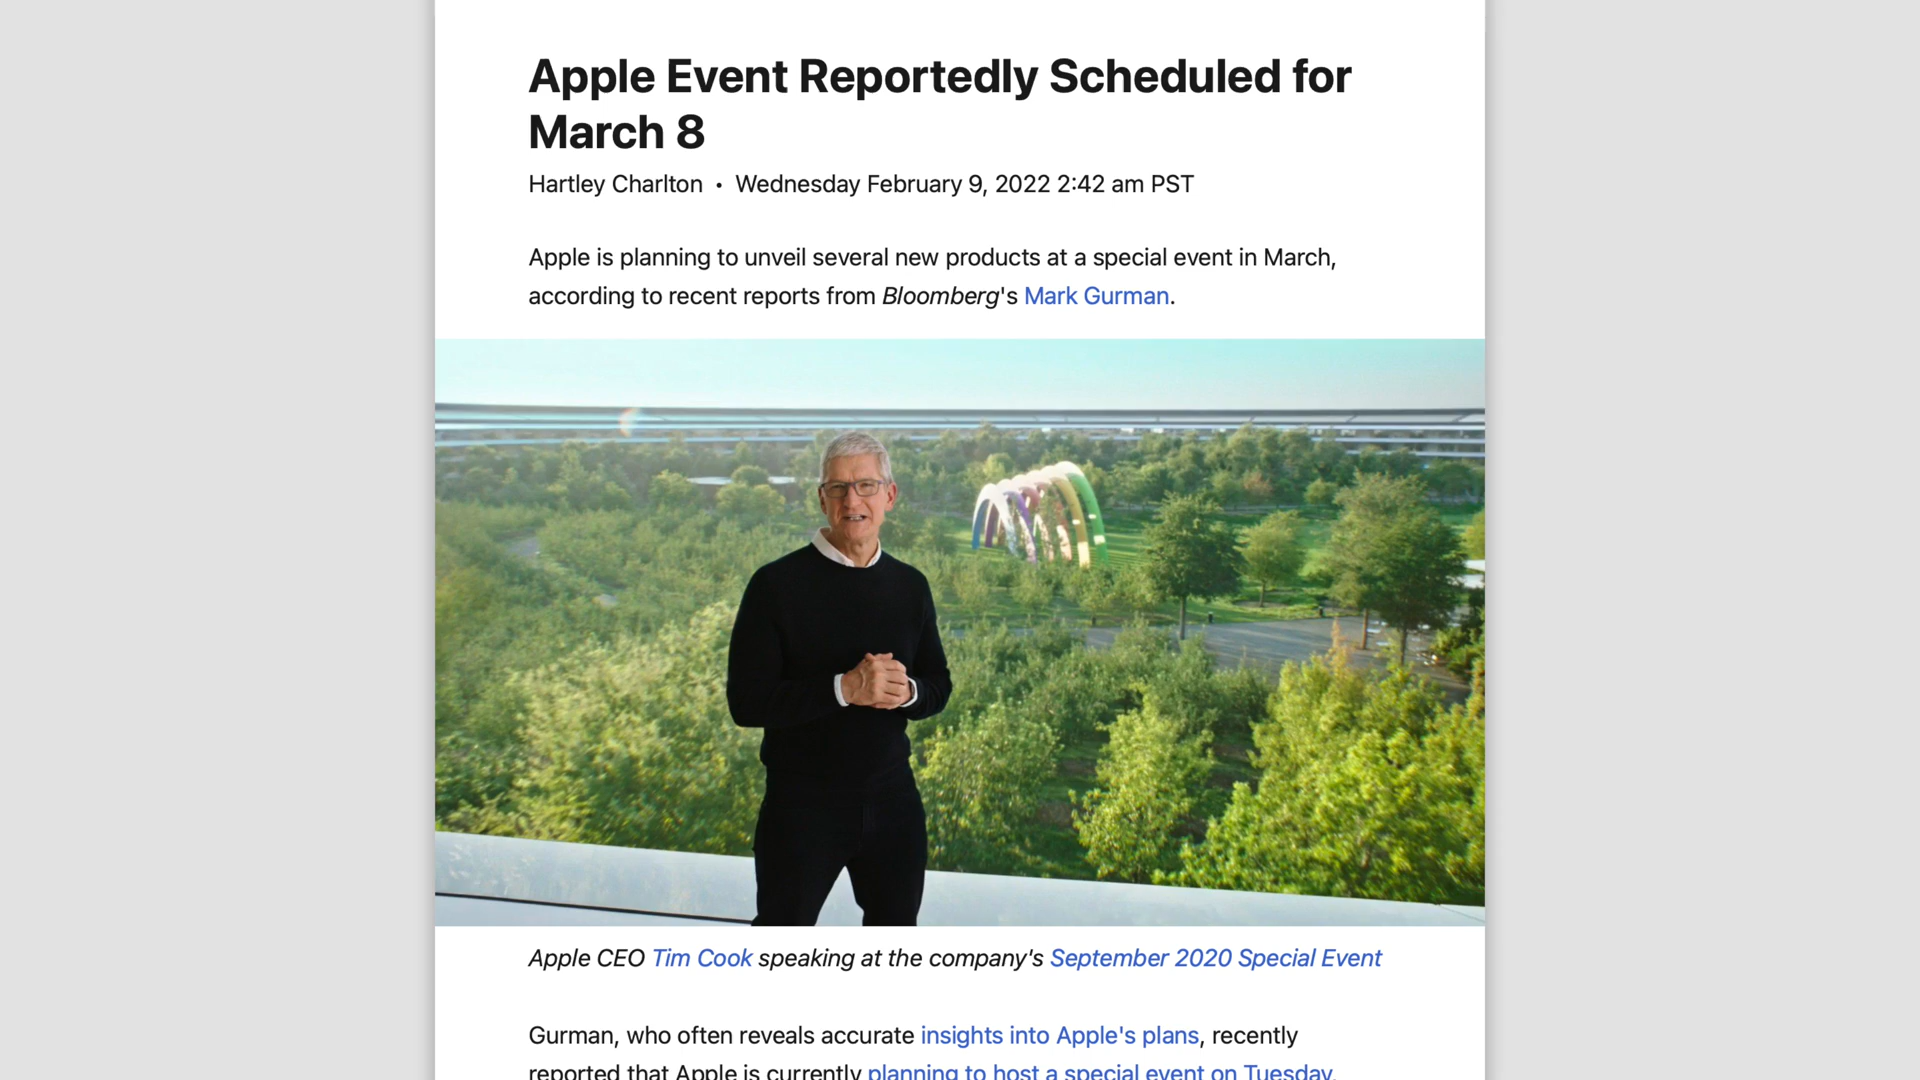 Apple Event Reportedly Scheduled for
March 8
Hartley Charlton • Wednesday February 9, 2022 2:42 am PST
Apple is planning to unveil several new products at a special event in March,
according to recent reports from Bloomberg's Mark Gurman.
Apple CEO Tim Cook speaking at the company's September 2020 Special Event
Gurman, who often reveals accurate insights into Apple's plans, recently
reported that Apple is currently planning to host a special event on Tuesday,